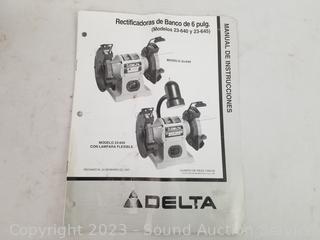 Rectificadoras de Banco de 6 pulg.
(Modelos 23-640 y 23-645)
MANUAL DE INSTRUCCIONES
MODELO 23-640
MODELO 23-645
CON LAMPARA FLEXIBLE
DELTA
Copyright 2023 - Sound Auction Service